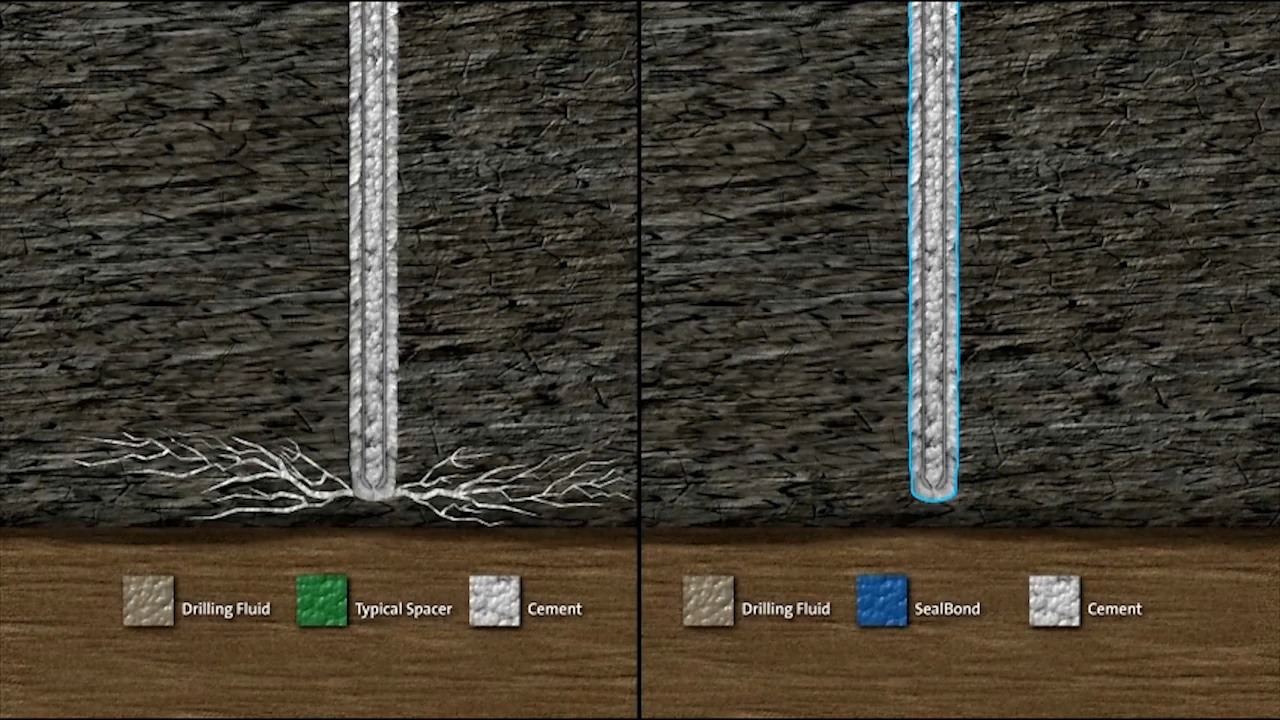 Drilling Fluid
Typical Spacer
Cement
Drilling Fluid
SealBond
Cement